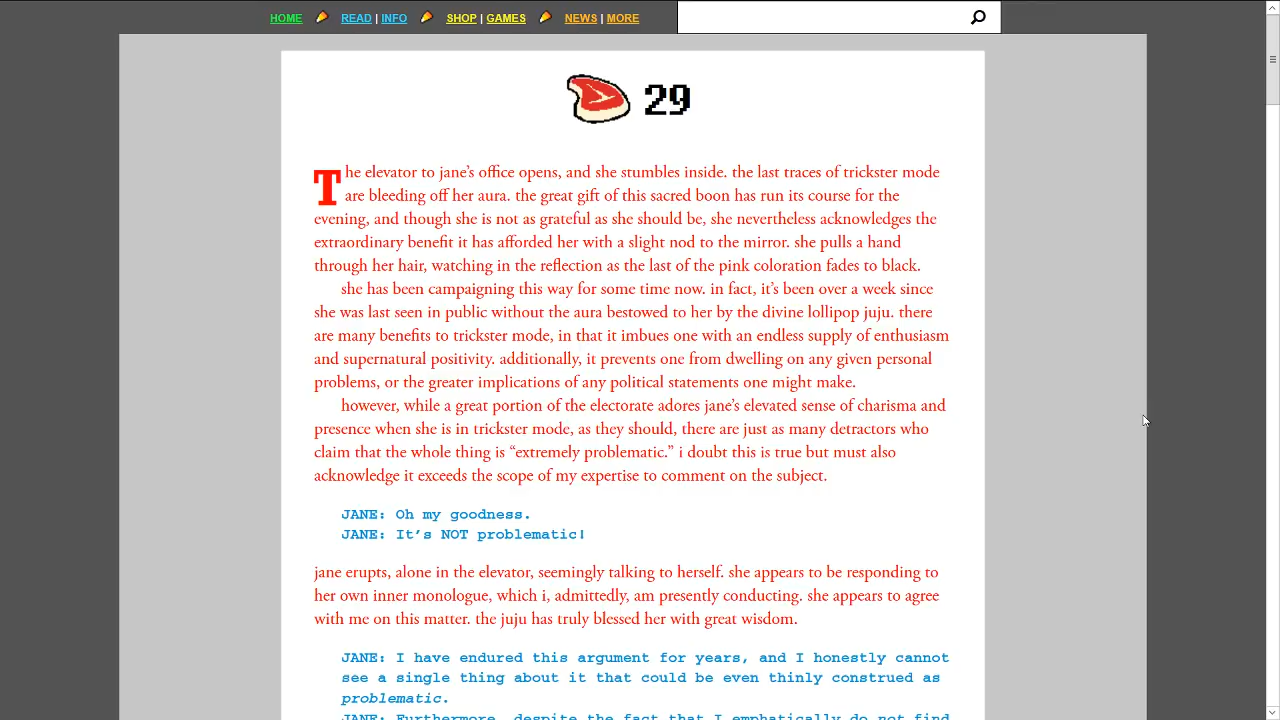 HOME READ | INFO SHOP | GAMES NEWS | MORE
29
The elevator to jane’s office opens, and she stumbles inside. the last traces of trickster mode
are bleeding off her aura. the great gift of this sacred boon has run its course for the
evening, and though she is not as grateful as she should be, she nevertheless acknowledges the
extraordinary benefit it has afforded her with a slight nod to the mirror. she pulls a hand
through her hair, watching in the reflection as the last of the pink coloration fades to black.
she has been campaigning this way for some time now. in fact, it’s been over a week since
she was last seen in public without the aura bestowed to her by the divine lollipop juju. there
are many benefits to trickster mode, in that it imbues one with an endless supply of enthusiasm
and supernatural positivity. additionally, it prevents one from dwelling on any given personal
problems, or the greater implications of any political statements one might make.
however, while a great portion of the electorate adores jane’s elevated sense of charisma and
presence when she is in trickster mode, as they should, there are just as many detractors who
claim that the whole thing is “extremely problematic.” i doubt this is true but must also
acknowledge it exceeds the scope of my expertise to comment on the subject.
JANE: Oh my goodness.
JANE: It’s NOT problematic!
jane erupts, alone in the elevator, seemingly talking to herself. she appears to be responding to
her own inner monologue, which i, admittedly, am presently conducting. she appears to agree
with me on this matter. the juju has truly blessed her with great wisdom.
JANE: I have endured this argument for years, and I honestly cannot
see a single thing about it that could be even thinly construed as
problematic.
JANE: Furthermore, despite the fact that I emphatically do not find